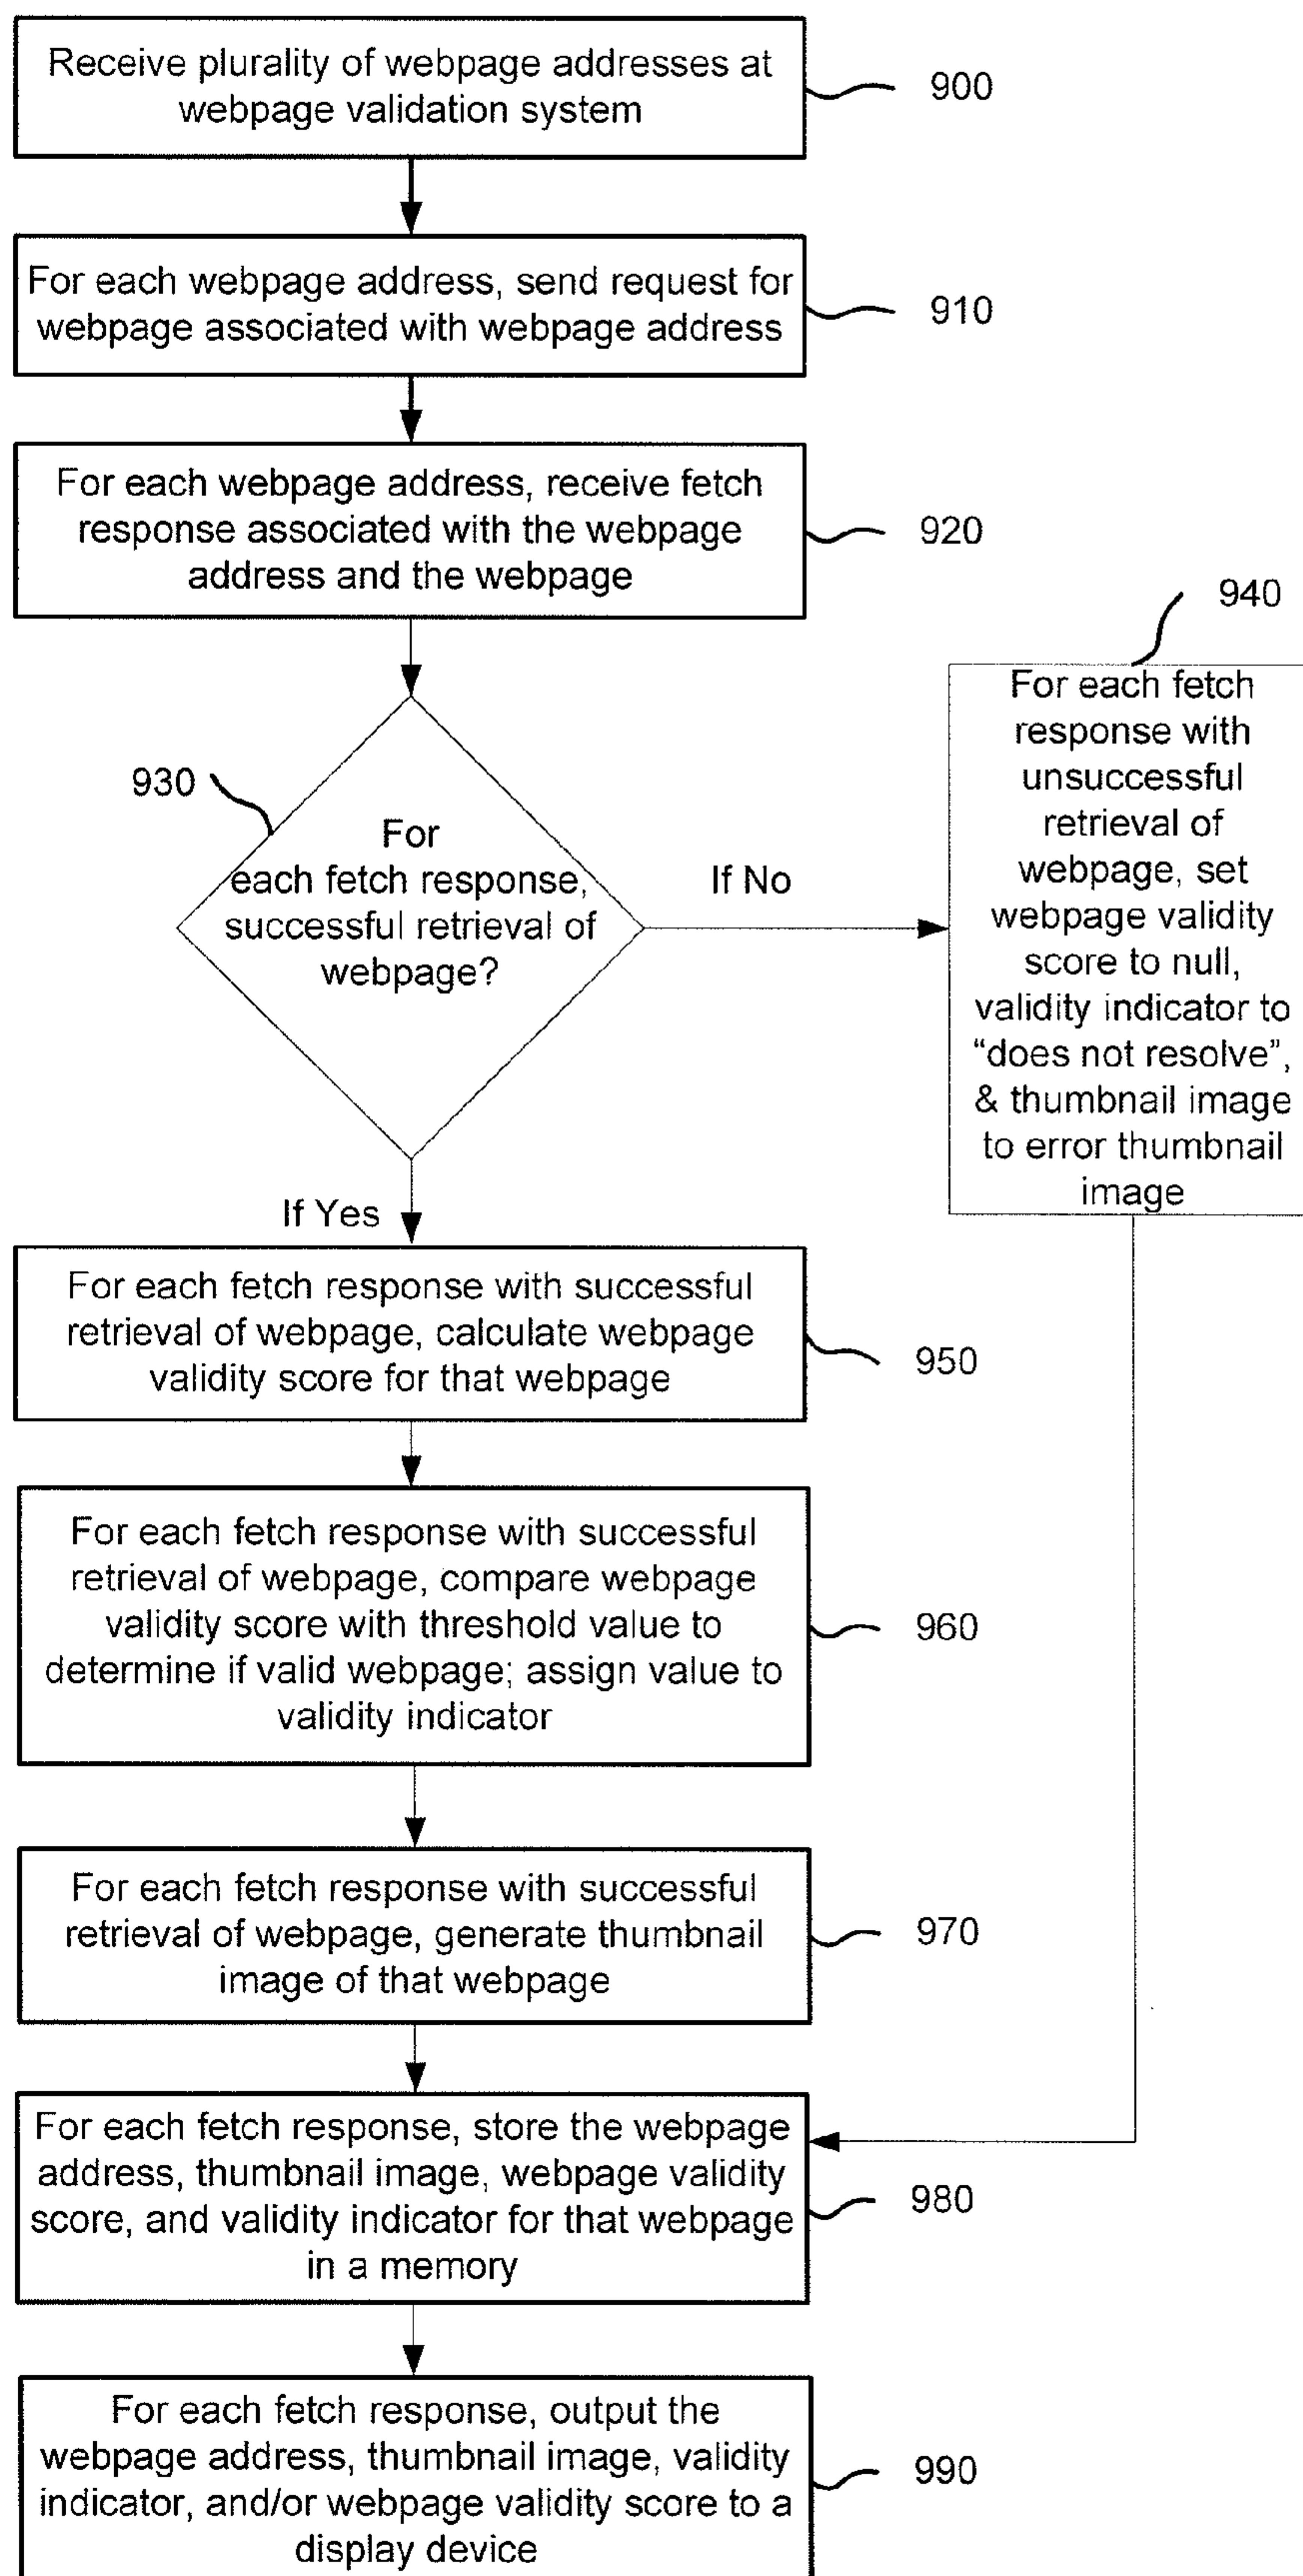 Receive plurality of webpage addresses at
webpage validation system
900
For each webpage address, send request for
webpage associated with webpage address
910
For each webpage address, receive fetch
response associated with the webpage
address and the webpage
920
940
For each fetch
response with
unsuccessful
retrieval of
webpage, set
webpage validity
score to null,
validity indicator to
“does not resolve”,
& thumbnail image
to error thumbnail
image
930
For
each fetch response,
successful retrieval of
webpage?
If No
If Yes
For each fetch response with successful
retrieval of webpage, calculate webpage
validity score for that webpage
950
For each fetch response with successful
retrieval of webpage, compare webpage
validity score with threshold value to
determine if valid webpage; assign value to
validity indicator
960
For each fetch response with successful
retrieval of webpage, generate thumbnail
image of that webpage
970
For each fetch response, store the webpage
address, thumbnail image, webpage validity
score, and validity indicator for that webpage
in a memory
980
For each fetch response, output the
webpage address, thumbnail image, validity
indicator, and/or webpage validity score to a
display device
990